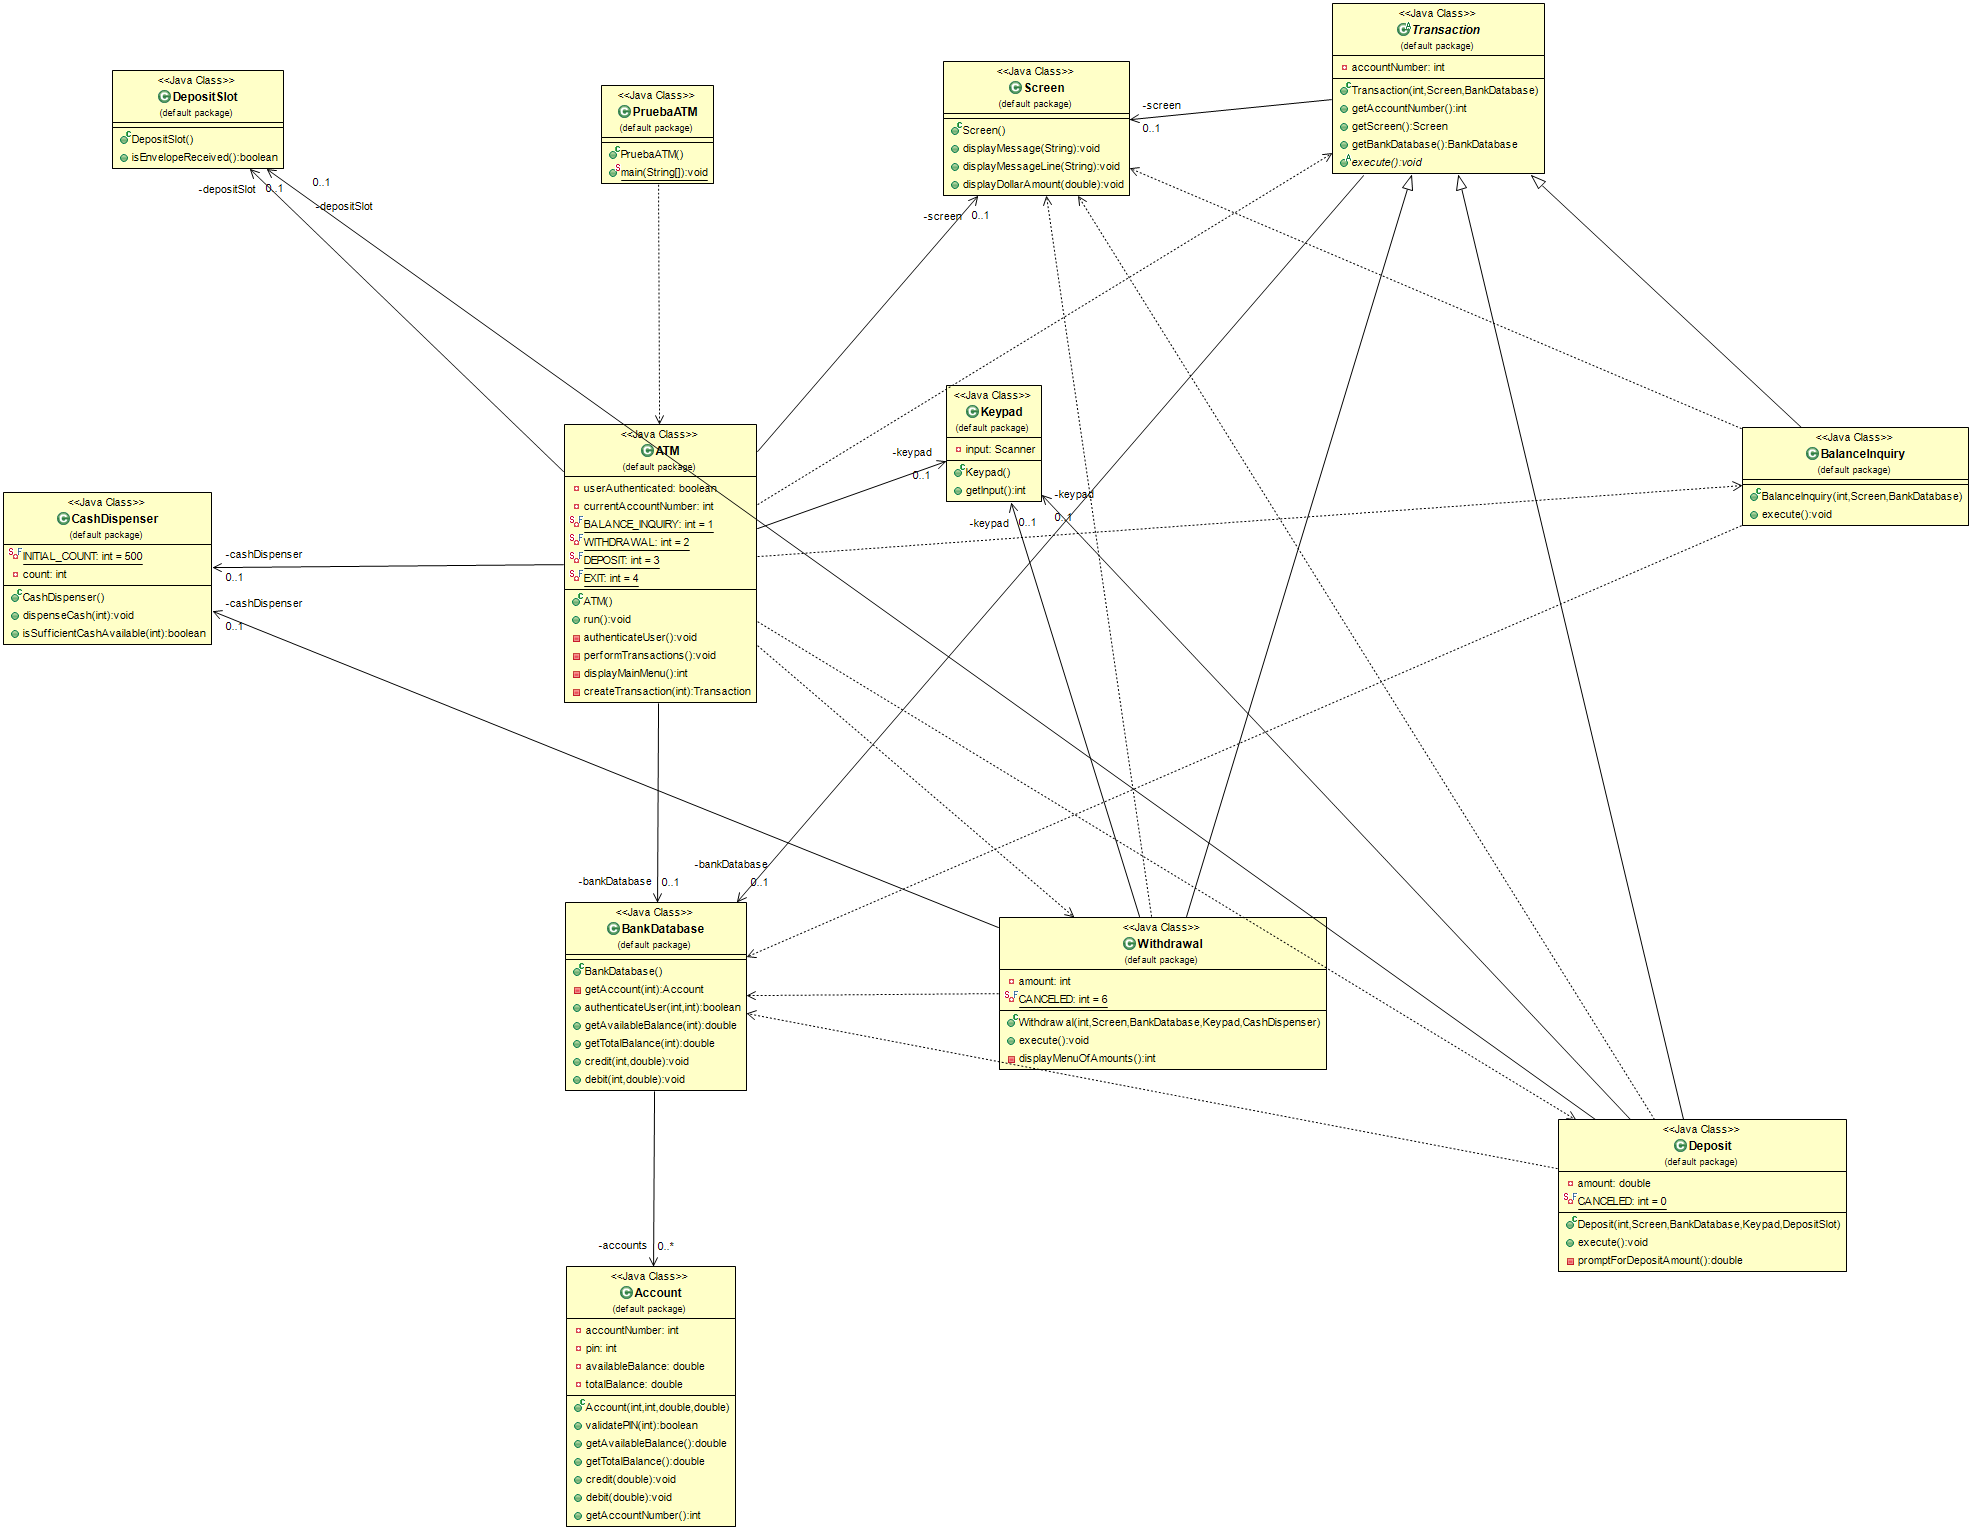 <<Java Class>>
Transaction
(default package)
accountNumber: int
Transaction(int,Screen,BankDatabase)
getAccountNumber():int
getScreen():Screen
getBankDatabase():BankDatabase
execute():void
<<Java Class>>
DepositSlot
(default package)
DepositSlot()
isEnvelopeReceived():boolean
<<Java Class>>
PruebaATM
(default package)
PruebaATM()
main(String[]):void
<<Java Class>>
Screen
(default package)
Screen()
displayMessage(String):void
displayMessageLine(String):void
displayDollarAmount(double):void
-screen
0..1
-depositSlot
0..1
0..1
-depositSlot
-screen
0..1
<<Java Class>>
Keypad
(default package)
input: Scanner
Keypad()
getInput():int
-keypad
0..1
-keypad
0..1
-keypad
0..1
<<Java Class>>
ATM
(default package)
userAuthenticated: boolean
currentAccountNumber: int
BALANCE_INQUIRY: int = 1
WITHDRAWAL: int = 2
DEPOSIT: int = 3
EXIT: int = 4
ATM()
run():void
authenticateUser():void
performTransactions():void
displayMainMenu():int
createTransaction(int):Transaction
<<Java Class>>
BalanceInquiry
(default package)
BalanceInquiry(int,Screen,BankDatabase)
execute():void
<<Java Class>>
CashDispenser
(default package)
INITIAL_COUNT: int = 500
count: int
CashDispenser()
dispenseCash(int):void
isSufficientCashAvailable(int):boolean
-cashDispenser
0..1
-cashDispenser
0..1
-bankDatabase
0..1
-bankDatabase
0..1
<<Java Class>>
BankDatabase
(default package)
BankDatabase()
getAccount(int):Account
authenticateUser(int,int):boolean
getAvailableBalance(int):double
getTotalBalance(int):double
credit(int,double):void
debit(int,double):void
<<Java Class>>
Withdrawal
(default package)
amount: int
CANCELED: int = 6
Withdrawal(int,Screen,BankDatabase,Keypad,CashDispenser)
execute():void
displayMenuOfAmounts():int
<<Java Class>>
Deposit
(default package)
amount: double
CANCELED: int = 0
Deposit(int,Screen,BankDatabase,Keypad,DepositSlot)
execute():void
promptForDepositAmount():double
-accounts
0..*
<<Java Class>>
Account
(default package)
accountNumber: int
pin: int
availableBalance: double
totalBalance: double
Account(int,int,double,double)
validatePIN(int):boolean
getAvailableBalance():double
getTotalBalance():double
credit(double):void
debit(double):void
getAccountNumber():int